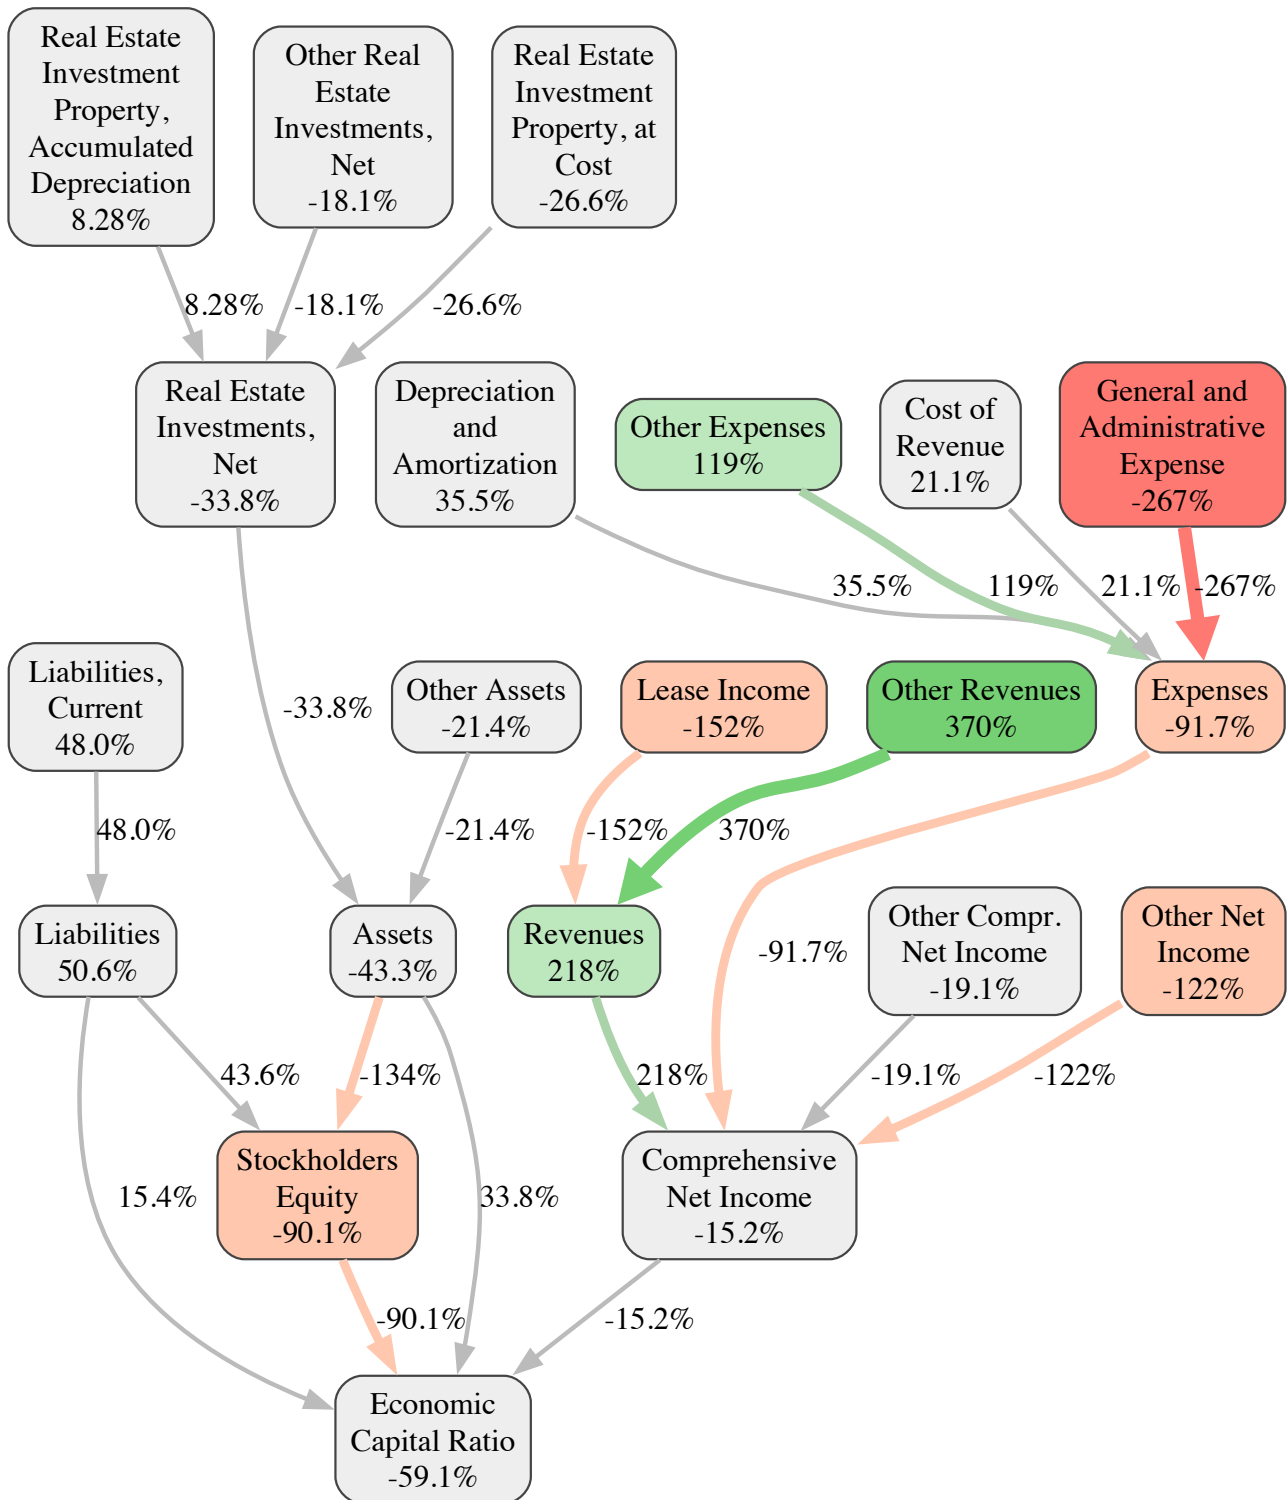 Real Estate
Investment
Property,
Accumulated
Depreciation
8.28%
Other Real
Estate
Investments,
Net
-18.1%
Real Estate
Investment
Property, at
Cost
-26.6%
8.28%
-18.1%
-26.6%
Real Estate
Investments,
Net
-33.8%
Depreciation
and
Amortization
35.5%
Other Expenses
119%
Cost of
Revenue
21.1%
General and
Administrative
Expense
-267%
35.5%
119%
21.1%
-267%
Liabilities,
Current
48.0%
-33.8%
Other Assets
-21.4%
Lease Income
-152%
Other Revenues
370%
Expenses
-91.7%
48.0%
-21.4%
-152%
370%
Liabilities
50.6%
Assets
-43.3%
Revenues
218%
-91.7%
Other Compr.
Net Income
-19.1%
Other Net
Income
-122%
43.6%
-134%
218%
-19.1%
-122%
15.4%
Stockholders
Equity
-90.1%
33.8%
Comprehensive
Net Income
-15.2%
-90.1%
-15.2%
Economic
Capital Ratio
-59.1%